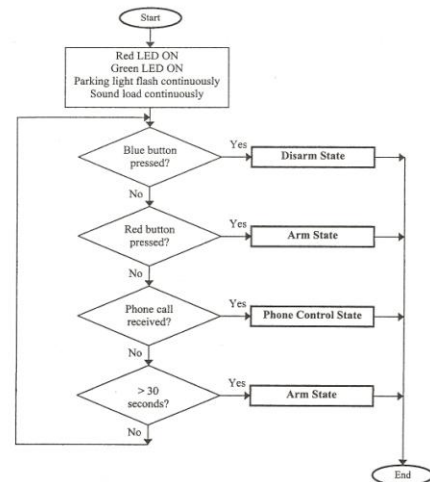 Start
Red LED ON
Green LED ON
Parking light flash continuously
Sound load continuously
Blue button
pressed?
Yes
Disarm State
No
Red button
pressed?
Yes
Arm State
No
Phone call
received?
Yes
Phone Control State
No
> 30
seconds?
Yes
Arm State
No
End